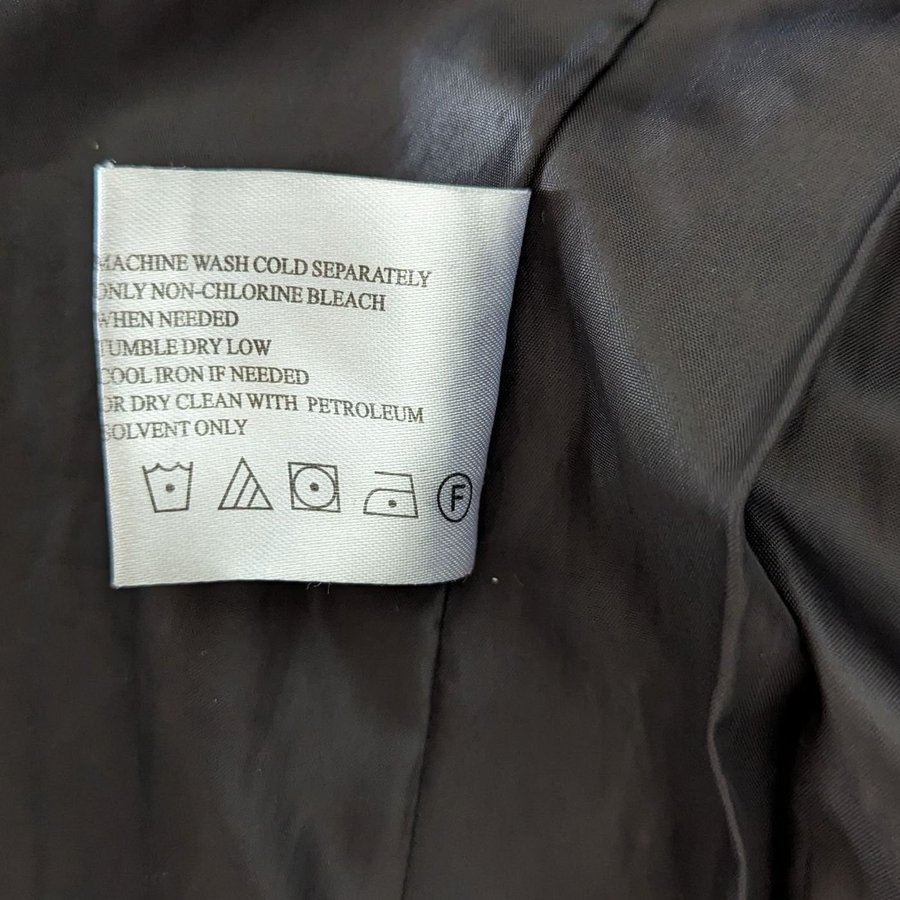 MACHINE WASH COLD SEPARATELY
ONLY NON-CHLORINE BLEACH
WHEN NEEDED
TUMBLE DRY LOW
COOL IRON IF NEEDED
OR DRY CLEAN WITH PETROLEUM
SOLVENT ONLY
F